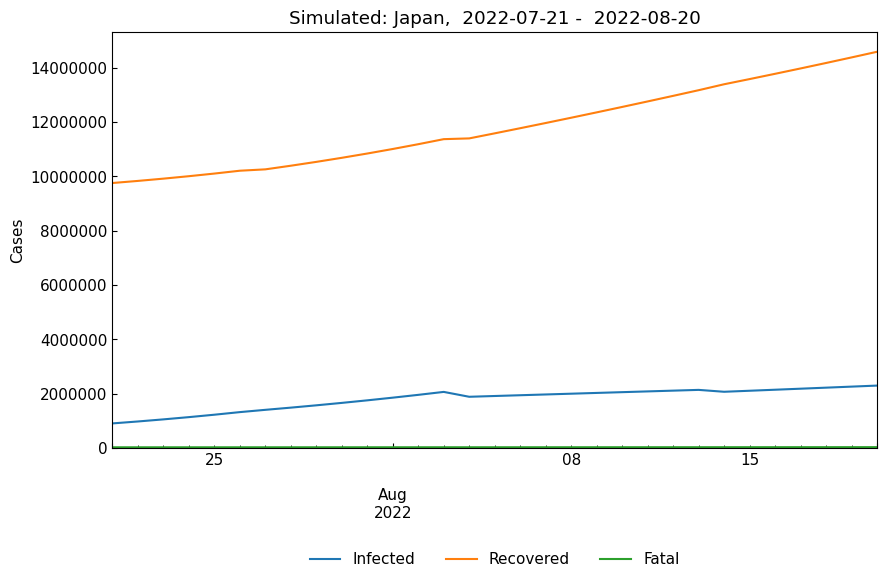 Simulated: Japan,  2022-07-21 -  2022-08-20
Cases
14000000
12000000
10000000
8000000
6000000
4000000
2000000
0
25
08
15
Aug
2022
Infected
Recovered
Fatal